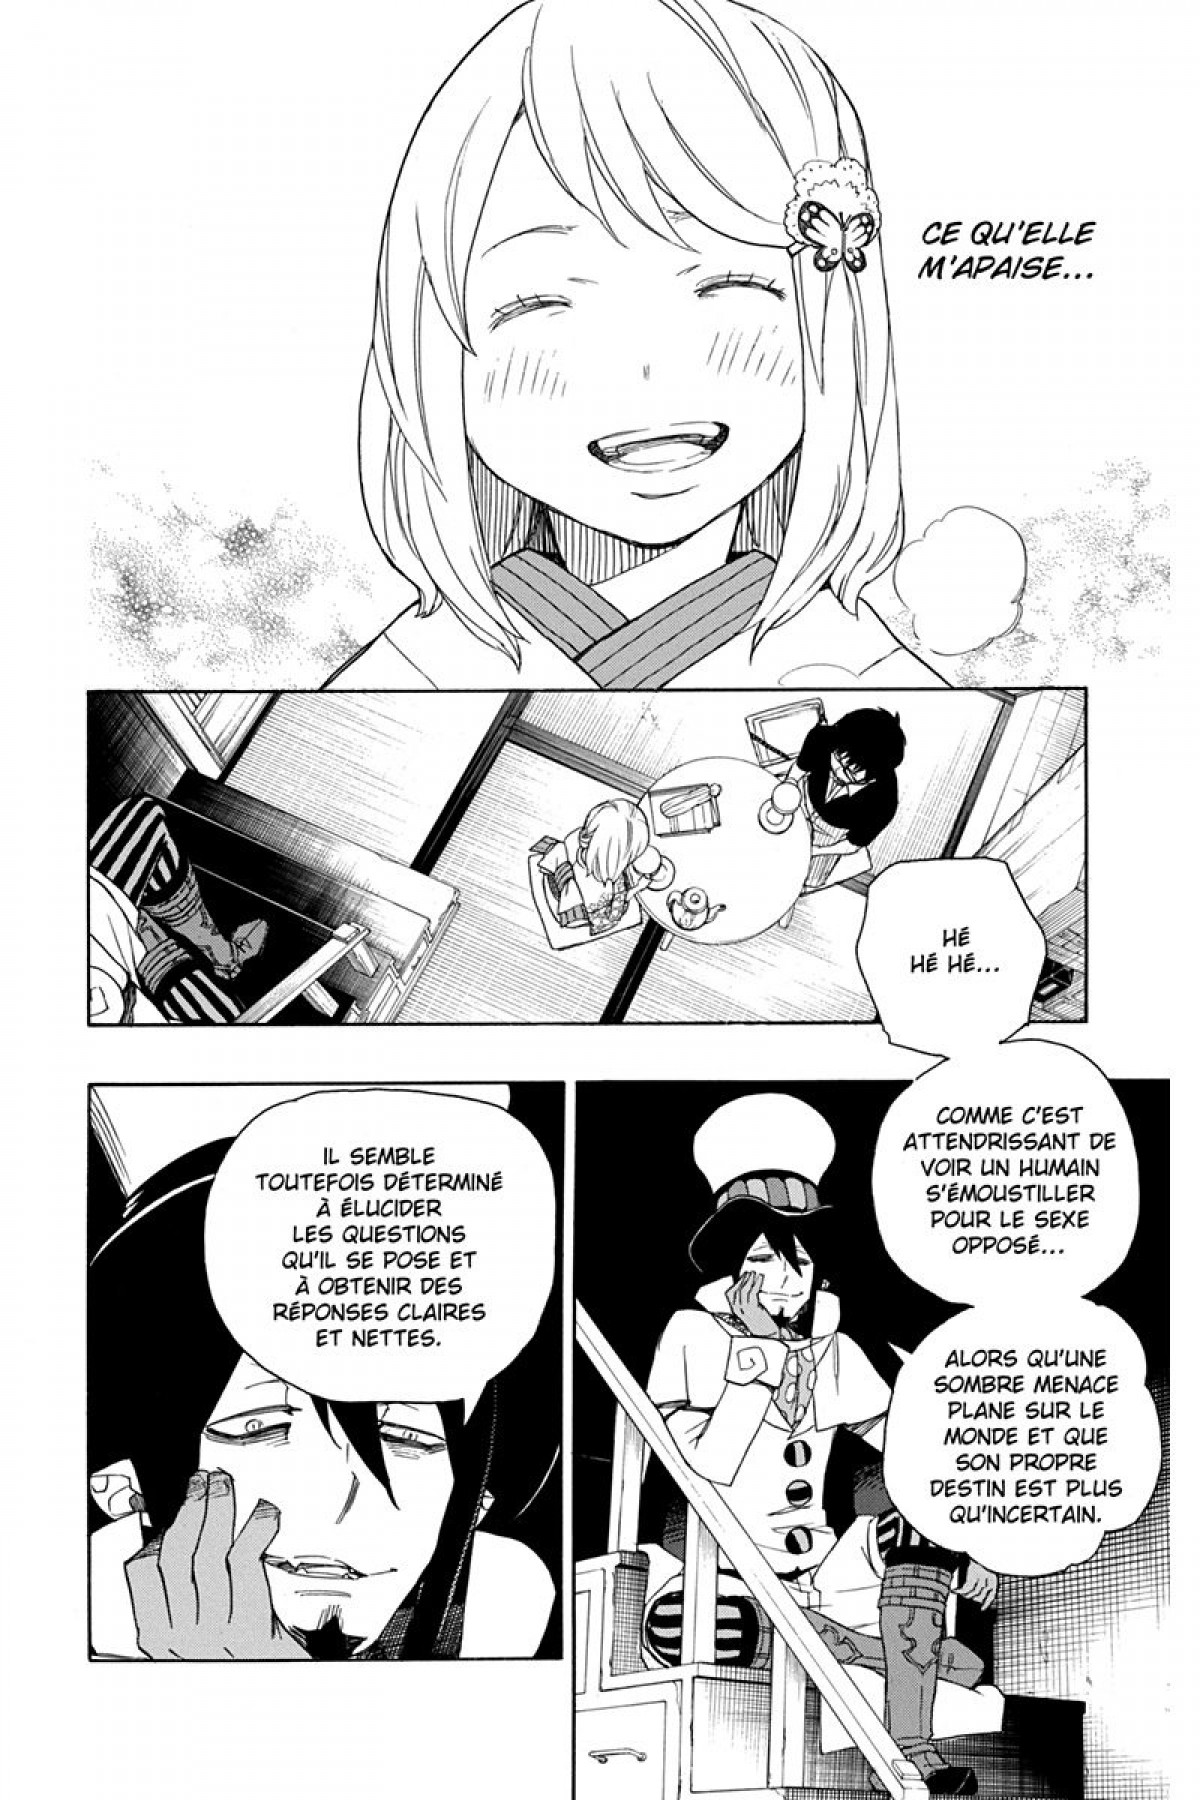 CE QU'ELLE
M'APAISE...
HÉ
HÉ HÉ...
COMME C'EST
ATTENDRISSANT DE
VOIR UN HUMAIN
S'ÉMOUSTILLER
POUR LE SEXE
OPPOSÉ...
ALORS QU'UNE
SOMBRE MENACE
PLANE SUR LE
MONDE ET QUE
SON PROPRE
DESTIN EST PLUS
QU'INCERTAIN.
IL SEMBLE
TOUTEFOIS DÉTERMINÉ
À ÉLUCIDER
LES QUESTIONS
QU'IL SE POSE ET
À OBTENIR DES
RÉPONSES CLAIRES
ET NETTES.